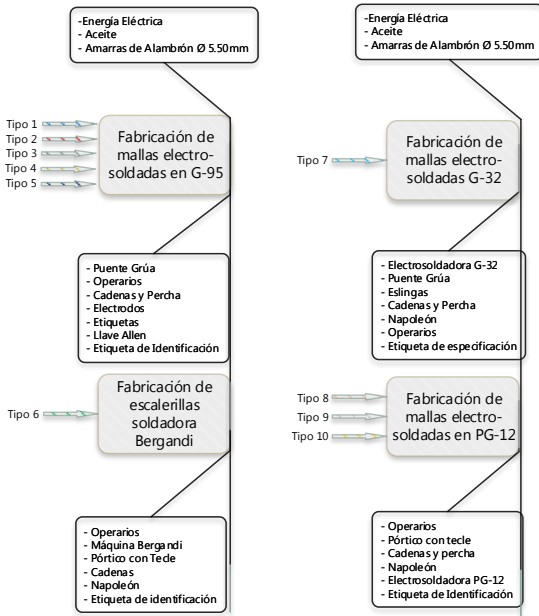 -Energía Eléctrica
- Aceite
- Amarras de Alambrón Ø 5.50mm
Tipo 1
Tipo 2
Tipo 3
Tipo 4
Tipo 5
Fabricación de
mallas electro-
soldadas en G-95
- Puente Grúa
- Operarios
- Cadenas y Percha
- Electrodos
- Etiquetas
- Llave Allen
- Etiqueta de Identificación
Tipo 6
Fabricación de
escalerillas
soldadora
Bergandi
- Operarios
- Máquina Bergandi
- Pórtico con Tecle
- Cadenas
- Napoleón
- Etiqueta de identificación
-Energía Eléctrica
- Aceite
- Amarras de Alambrón Ø 5.50mm
Tipo 7
Fabricación de
mallas electro-
soldadas G-32
- Electrosoldadora G-32
- Puente Grúa
- Eslingas
- Cadenas y Percha
- Napoleón
- Operarios
- Etiqueta de especificación
Tipo 8
Tipo 9
Tipo 10
Fabricación de
mallas electro-
soldadas en PG-12
- Operarios
- Pórtico con tecle
- Cadenas y percha
- Napoleón
- Electrosoldadora PG-12
- Etiqueta de Identificación